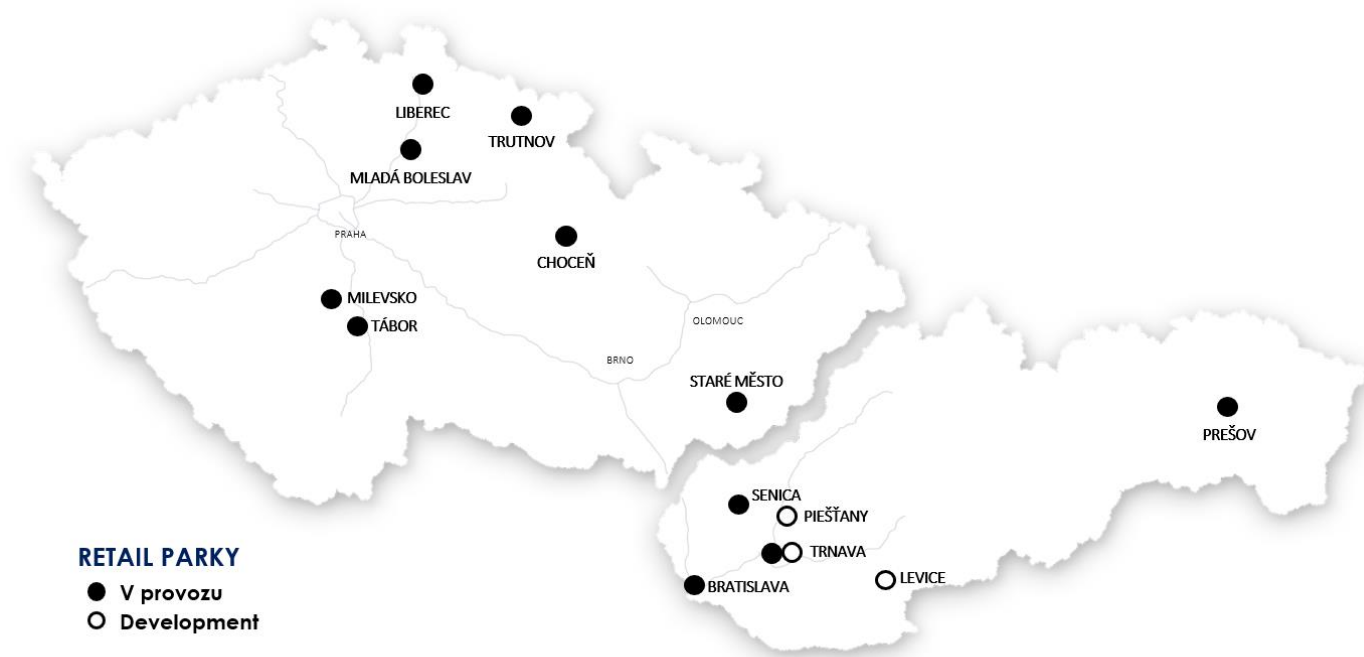 LIBEREC
TRUTNOV
MLADÁ BOLESLAV
PRAHA
CHOCEŇ
MILEVSKO
TÁBOR
OLOMOUC
BRNO
STARÉ MĚSTO
PREŠOV
SENICA
PIEŠŤANY
TRNAVA
LEVICE
BRATISLAVA
RETAIL PARKY
V provozu
Development